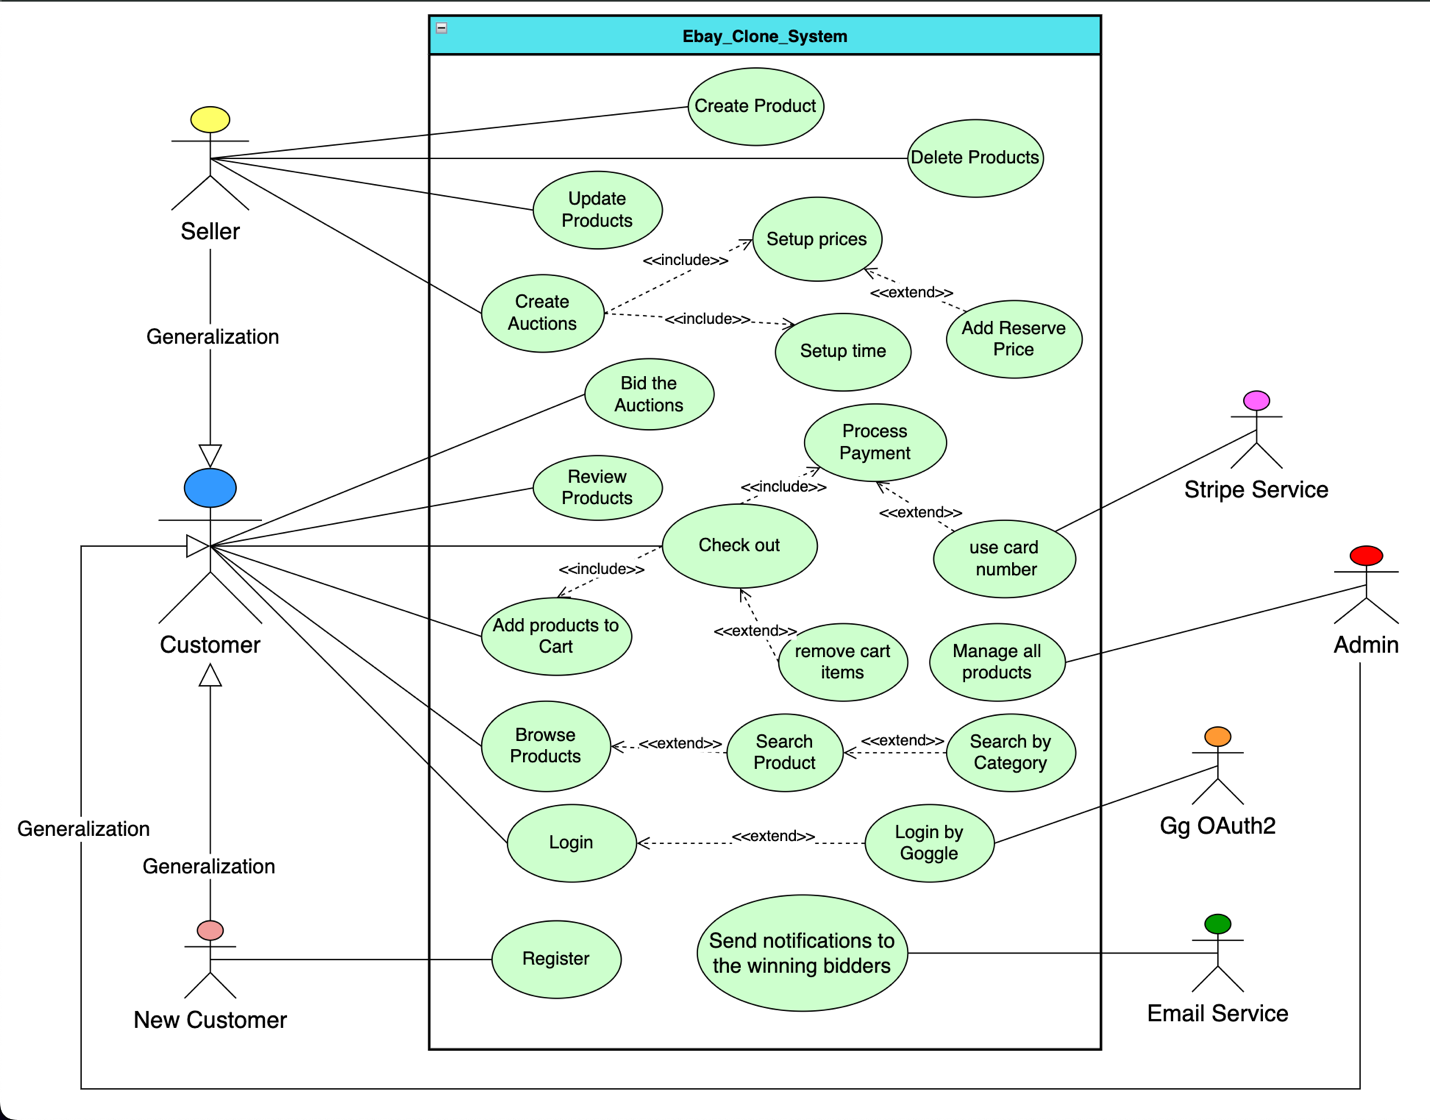 Ebay_Clone_System
Create Product
Delete Products
Seller
Update
Products
Setup prices
<<include>>
<<extend>>
Create
Auctions
<<include>>
Add Reserve
Price
Setup time
Generalization
Bid the
Auctions
Process
Payment
Stripe Service
Review
Products
<<include>>
<<extend>>
Check out
use card
number
<<include>>
Customer
Add products to
Cart
<<extend>>
remove cart
items
Manage all
products
Admin
Browse
Products
<<extend>>
Search
Product
<<extend>>
Search by
Category
Generalization
Login
<<extend>>
Login by
Goggle
Gg OAuth2
Generalization
Register
Send notifications to
the winning bidders
New Customer
Email Service